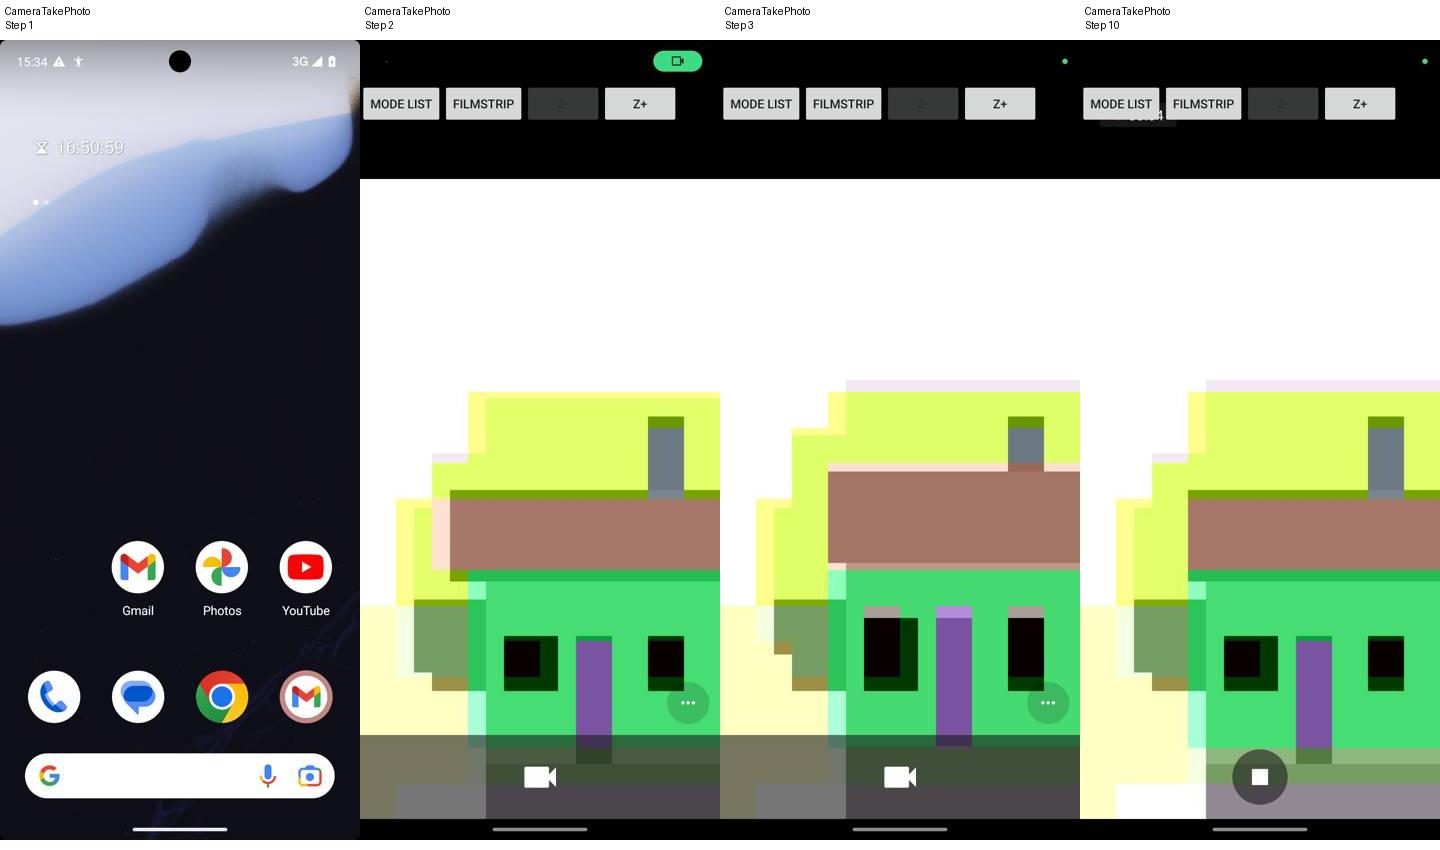 CameraTakePhoto
Step 1
CameraTakePhoto
Step 2
CameraTakePhoto
Step 3
CameraTakePhoto
Step 10
15:34
3G
16:50:59
Gmail
Photos
YouTube
MODE LIST
FILMSTRIP
Z-
Z+
MODE LIST
FILMSTRIP
Z-
Z+
MODE LIST
FILMSTRIP
Z-
Z+